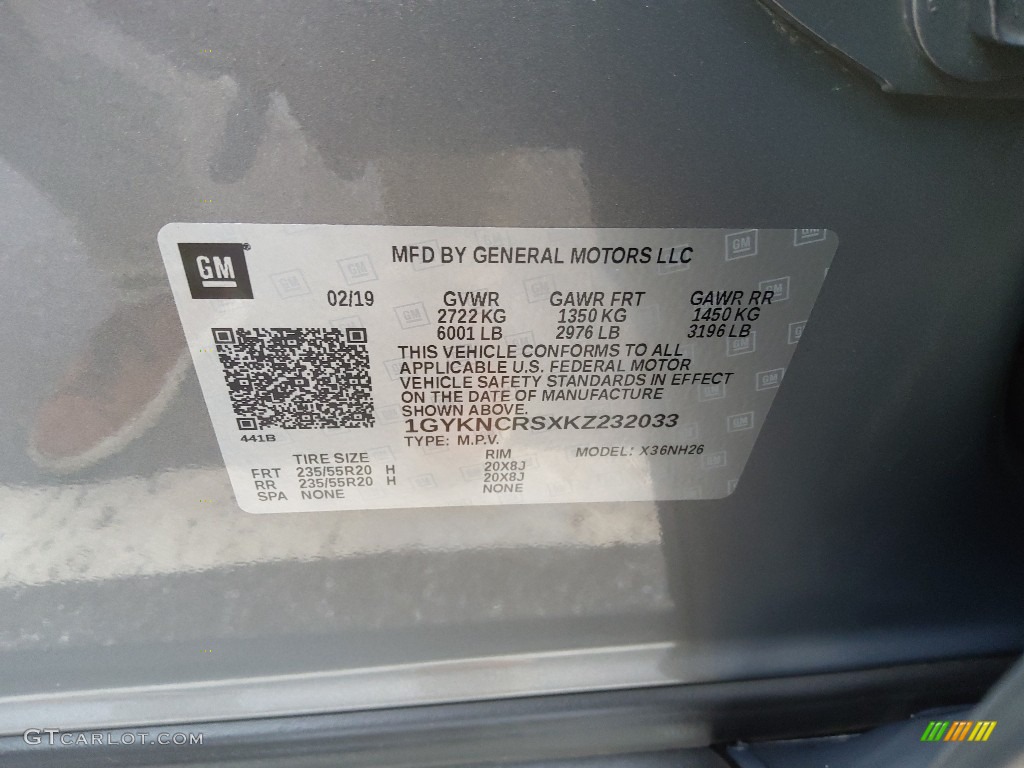 GM®
MFD BY GENERAL MOTORS LLC
02/19 GVWR GAWR FRT GAWR RR
2722 KG 1350 KG 1450 KG
6001 LB 2976 LB 3196 LB
THIS VEHICLE CONFORMS TO ALL
APPLICABLE U.S. FEDERAL MOTOR
VEHICLE SAFETY STANDARDS IN EFFECT
ON THE DATE OF MANUFACTURE
SHOWN ABOVE.
1GYKNCRSXKZ232033
441B
TYPE: M.P.V. MODEL: X36NH26
TIRE SIZE RIM
FRT 235/55R20 H 20X8J
RR 235/55R20 H 20X8J
SPA NONE NONE
GTCARLOT.COM